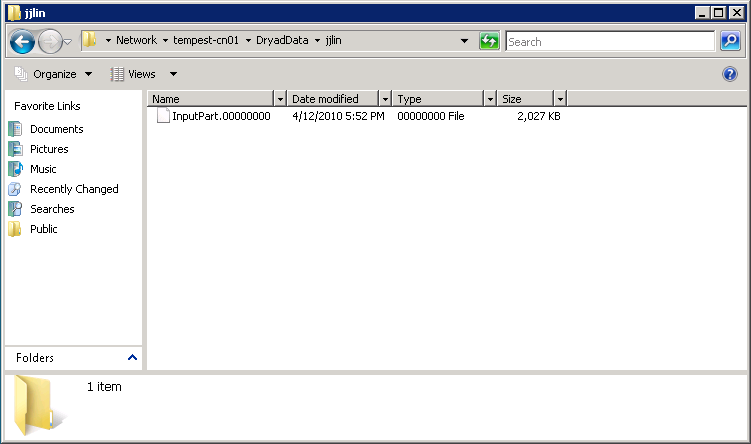 jjlin
Network tempest-cn01 DryadData jjlin Search
Organize Views
Favorite Links
Documents
Pictures
Music
Recently Changed
Searches
Public
Folders
Name Date modified Type Size
InputPart.00000000 4/12/2010 5:52 PM 00000000 File 2,027 KB
1 item